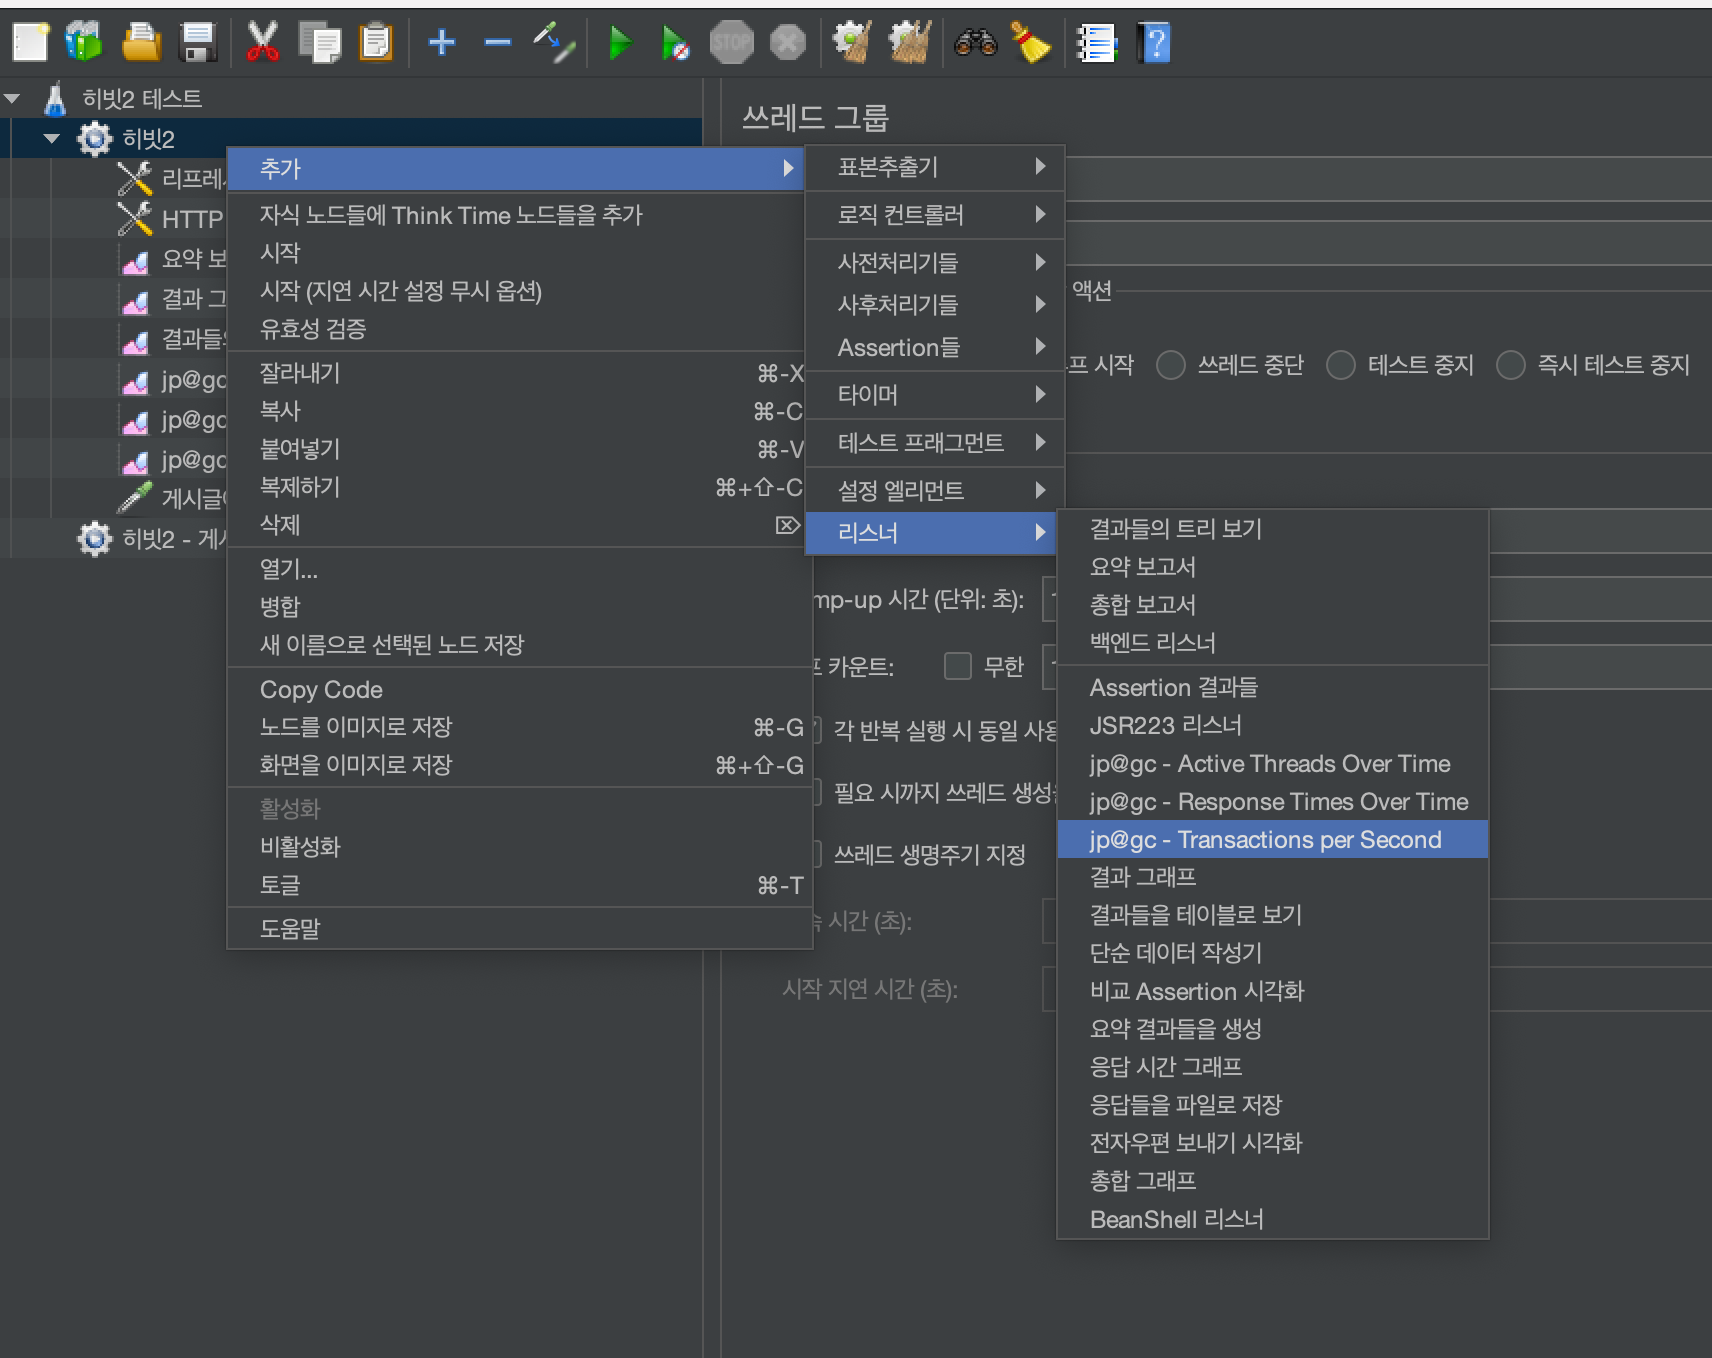 STOP
히빗2 테스트
히빗2
리프레
HTTP
요약 보
결과 그
결과들
jp@gc
jp@gc
jp@gc
게시글
히빗2 - 게시
추가
자식 노드들에 Think Time 노드들을 추가
시작
시작 (지연 시간 설정 무시 옵션)
유효성 검증
잘라내기 ⌘-X
복사 ⌘-C
붙여넣기 ⌘-V
복제하기 ⌘+⇧-C
삭제 ⌦
열기...
병합
새 이름으로 선택된 노드 저장
Copy Code
노드를 이미지로 저장 ⌘-G
화면을 이미지로 저장 ⌘+⇧-G
활성화
비활성화
토글 ⌘-T
도움말
표본추출기
로직 컨트롤러
사전처리기들
사후처리기들
Assertion들
타이머
테스트 프래그먼트
설정 엘리먼트
리스너
결과들의 트리 보기
요약 보고서
총합 보고서
백엔드 리스너
Assertion 결과들
JSR223 리스너
jp@gc - Active Threads Over Time
jp@gc - Response Times Over Time
jp@gc - Transactions per Second
결과 그래프
결과들을 테이블로 보기
단순 데이터 작성기
비교 Assertion 시각화
요약 결과들을 생성
응답 시간 그래프
응답들을 파일로 저장
전자우편 보내기 시각화
총합 그래프
BeanShell 리스너
쓰레드 그룹
액션
프 시작 쓰레드 중단 테스트 중지 즉시 테스트 중지
mp-up 시간 (단위: 초):
프 카운트: 무한
각 반복 실행 시 동일 사용
필요 시까지 쓰레드 생성을
쓰레드 생명주기 지정
속 시간 (초):
시작 지연 시간 (초):